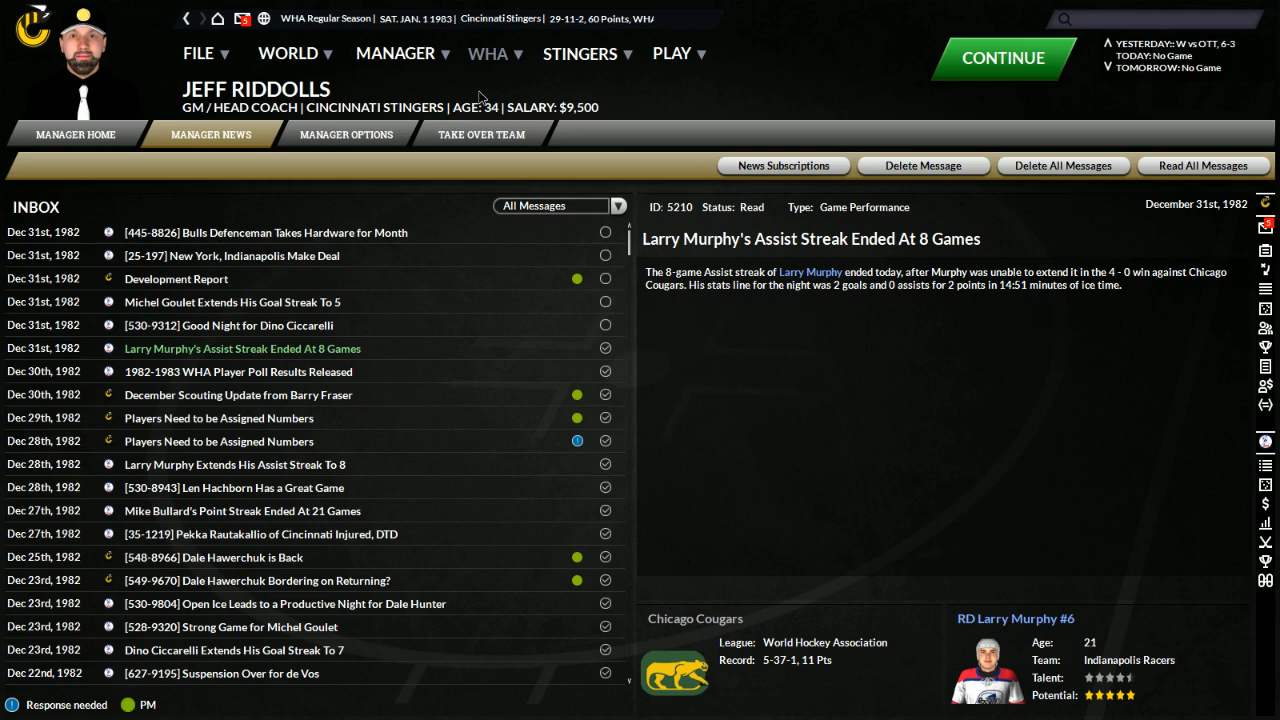 WHA Regular Season | SAT. JAN. 1 1983 | Cincinnati Stingers | 29-11-2, 60 Points, WHA
5
FILE WORLD MANAGER WHA STINGERS PLAY
CONTINUE
YESTERDAY:: W vs OTT, 6-3
TODAY: No Game
TOMORROW: No Game
JEFF RIDDOLLS
GM / HEAD COACH | CINCINNATI STINGERS | AGE: 34 | SALARY: $9,500
MANAGER HOME MANAGER NEWS MANAGER OPTIONS TAKE OVER TEAM
News Subscriptions Delete Message Delete All Messages Read All Messages
INBOX All Messages
Dec 31st, 1982 [445-8826] Bulls Defenceman Takes Hardware for Month
Dec 31st, 1982 [25-197] New York, Indianapolis Make Deal
Dec 31st, 1982 Development Report
Dec 31st, 1982 Michel Goulet Extends His Goal Streak To 5
Dec 31st, 1982 [530-9312] Good Night for Dino Ciccarelli
Dec 31st, 1982 Larry Murphy's Assist Streak Ended At 8 Games
Dec 30th, 1982 1982-1983 WHA Player Poll Results Released
Dec 30th, 1982 December Scouting Update from Barry Fraser
Dec 29th, 1982 Players Need to be Assigned Numbers
Dec 28th, 1982 Players Need to be Assigned Numbers
Dec 28th, 1982 Larry Murphy Extends His Assist Streak To 8
Dec 28th, 1982 [530-8943] Len Hachborn Has a Great Game
Dec 27th, 1982 Mike Bullard's Point Streak Ended At 21 Games
Dec 27th, 1982 [35-1219] Pekka Rautakallio of Cincinnati Injured, DTD
Dec 25th, 1982 [548-8966] Dale Hawerchuk is Back
Dec 23rd, 1982 [549-9670] Dale Hawerchuk Bordering on Returning?
Dec 23rd, 1982 [530-9804] Open Ice Leads to a Productive Night for Dale Hunter
Dec 23rd, 1982 [528-9320] Strong Game for Michel Goulet
Dec 23rd, 1982 Dino Ciccarelli Extends His Goal Streak To 7
Dec 22nd, 1982 [627-9195] Suspension Over for de Vos
Response needed PM
ID: 5210 Status: Read Type: Game Performance December 31st, 1982
Larry Murphy's Assist Streak Ended At 8 Games
The 8-game Assist streak of Larry Murphy ended today, after Murphy was unable to extend it in the 4 - 0 win against Chicago
Cougars. His stats line for the night was 2 goals and 0 assists for 2 points in 14:51 minutes of ice time.
Chicago Cougars
League: World Hockey Association
Record: 5-37-1, 11 Pts
RD Larry Murphy #6
Age: 21
Team: Indianapolis Racers
Talent:
Potential:
5